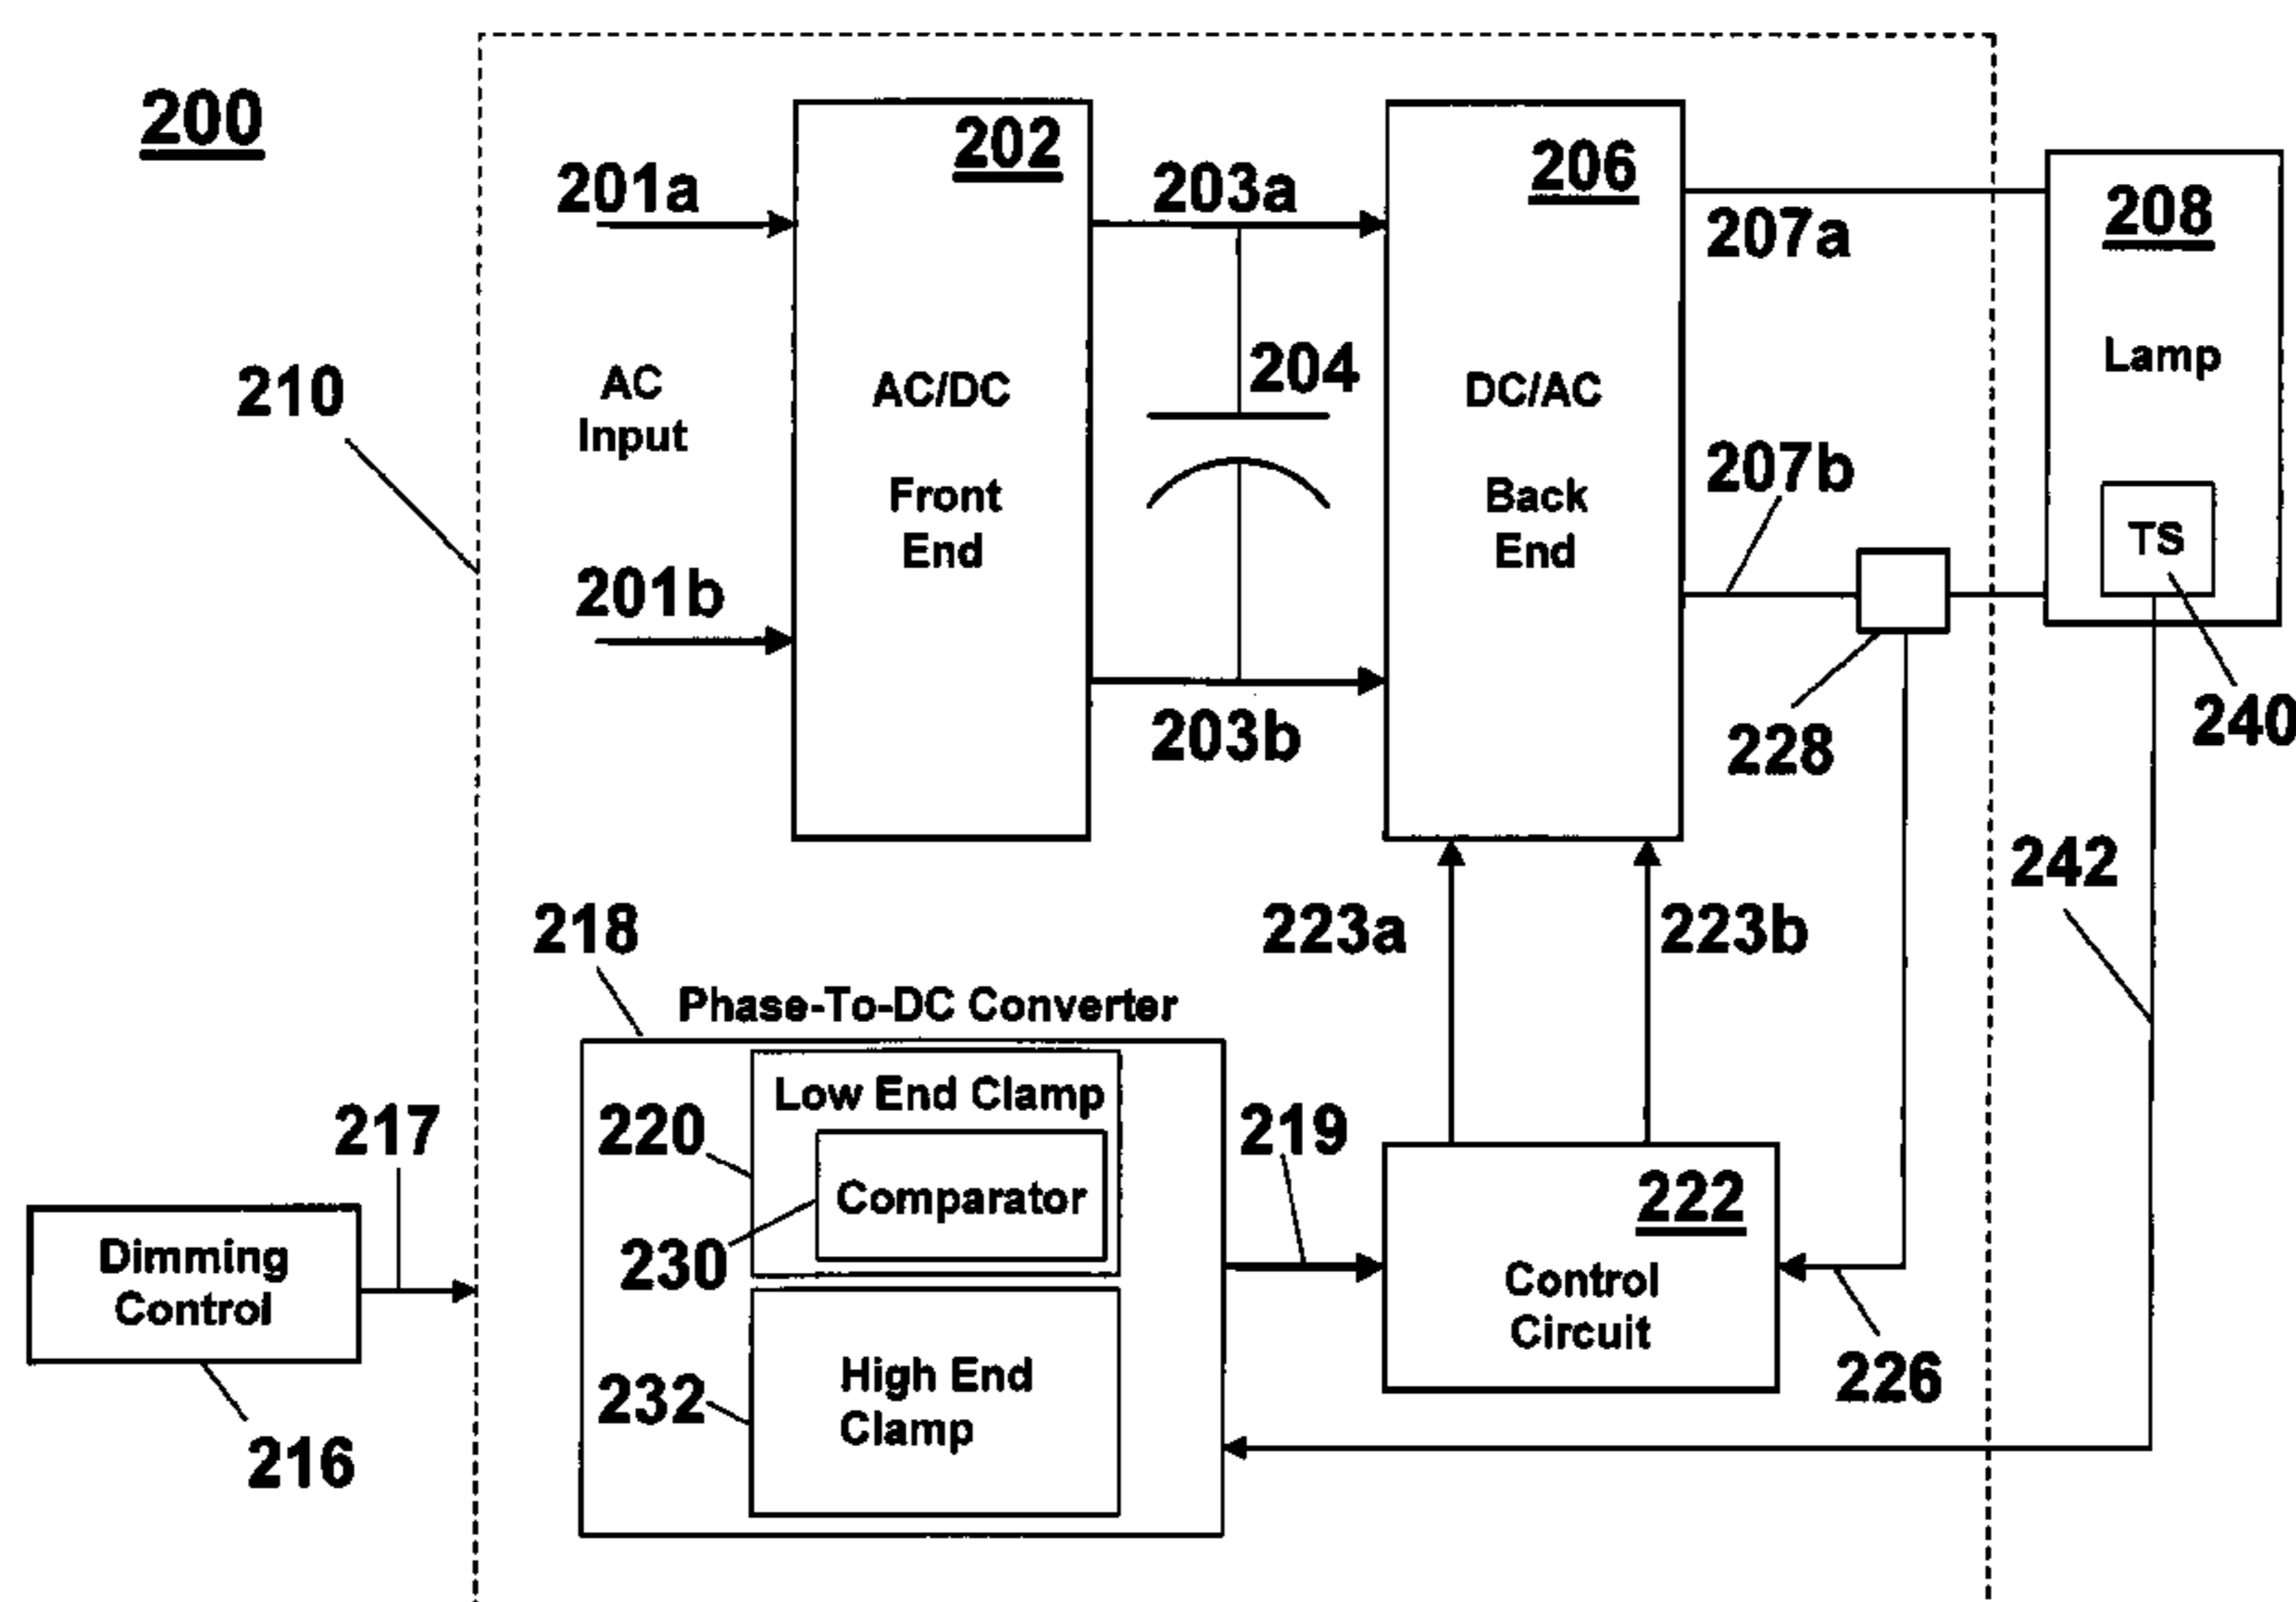 200
202
206
208
201a
203a
207a
Lamp
210
AC
Input
AC/DC
Front
End
204
DC/AC
Back
End
207b
TS
201b
203b
228
240
242
223a
223b
218
Phase-To-DC Converter
Low End Clamp
220
Comparator
230
217
219
222
Control
Circuit
Dimming
Control
216
High End
Clamp
232
226